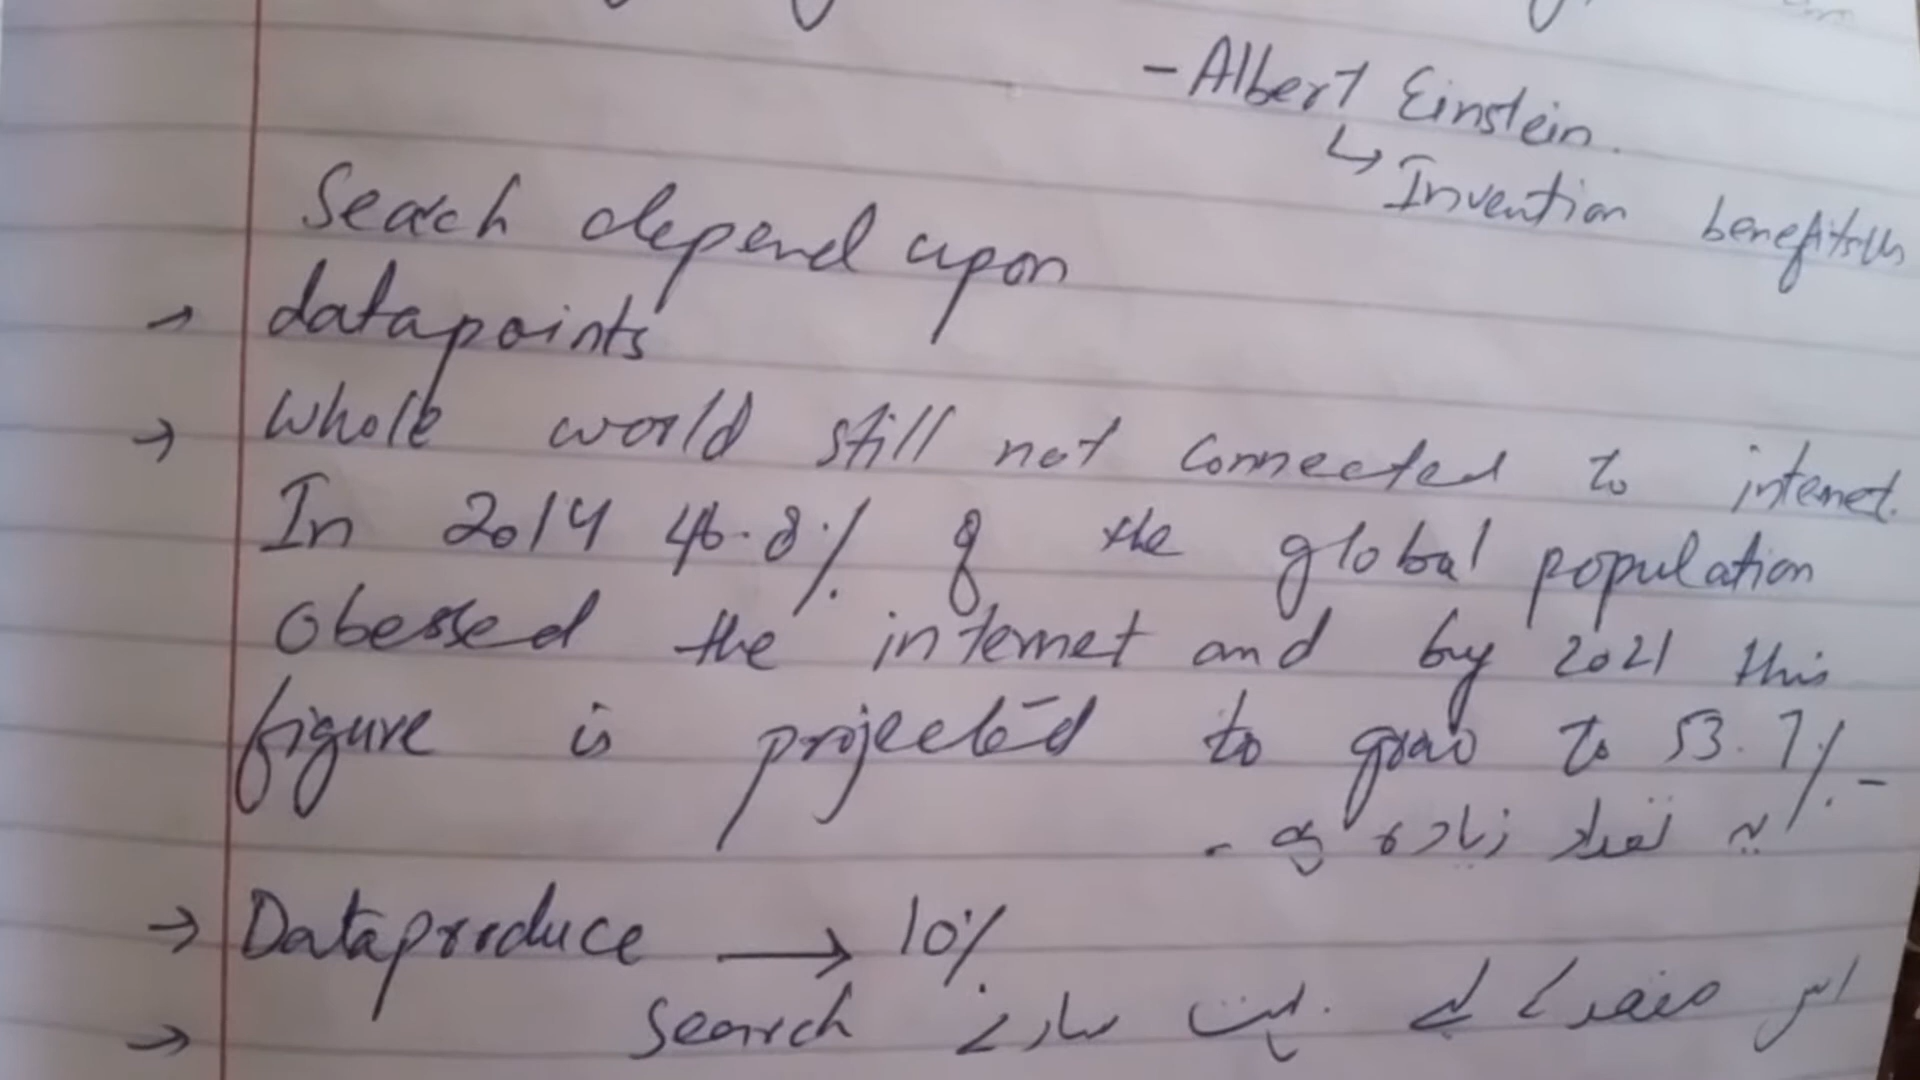 - Albert Einstein.
↳ Invention benefits
Search depend upon
→ datapoints
→ whole world still not connected to internet.
In 2014 46.8% of the global population
obessed the internet and by 2021 this
figure is projected to grow to 53.7%.-
یہ تعداد زیادہ ہے -
→ Dataproduce → 10%
→ اس مقصد کے لیے بہت سارے search